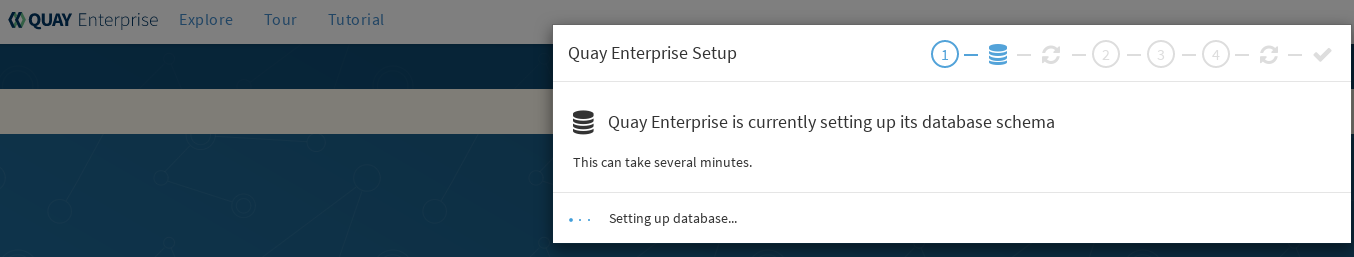 QUAY Enterprise Explore Tour Tutorial
Quay Enterprise Setup 1 2 3 4
Quay Enterprise is currently setting up its database schema
This can take several minutes.
Setting up database...